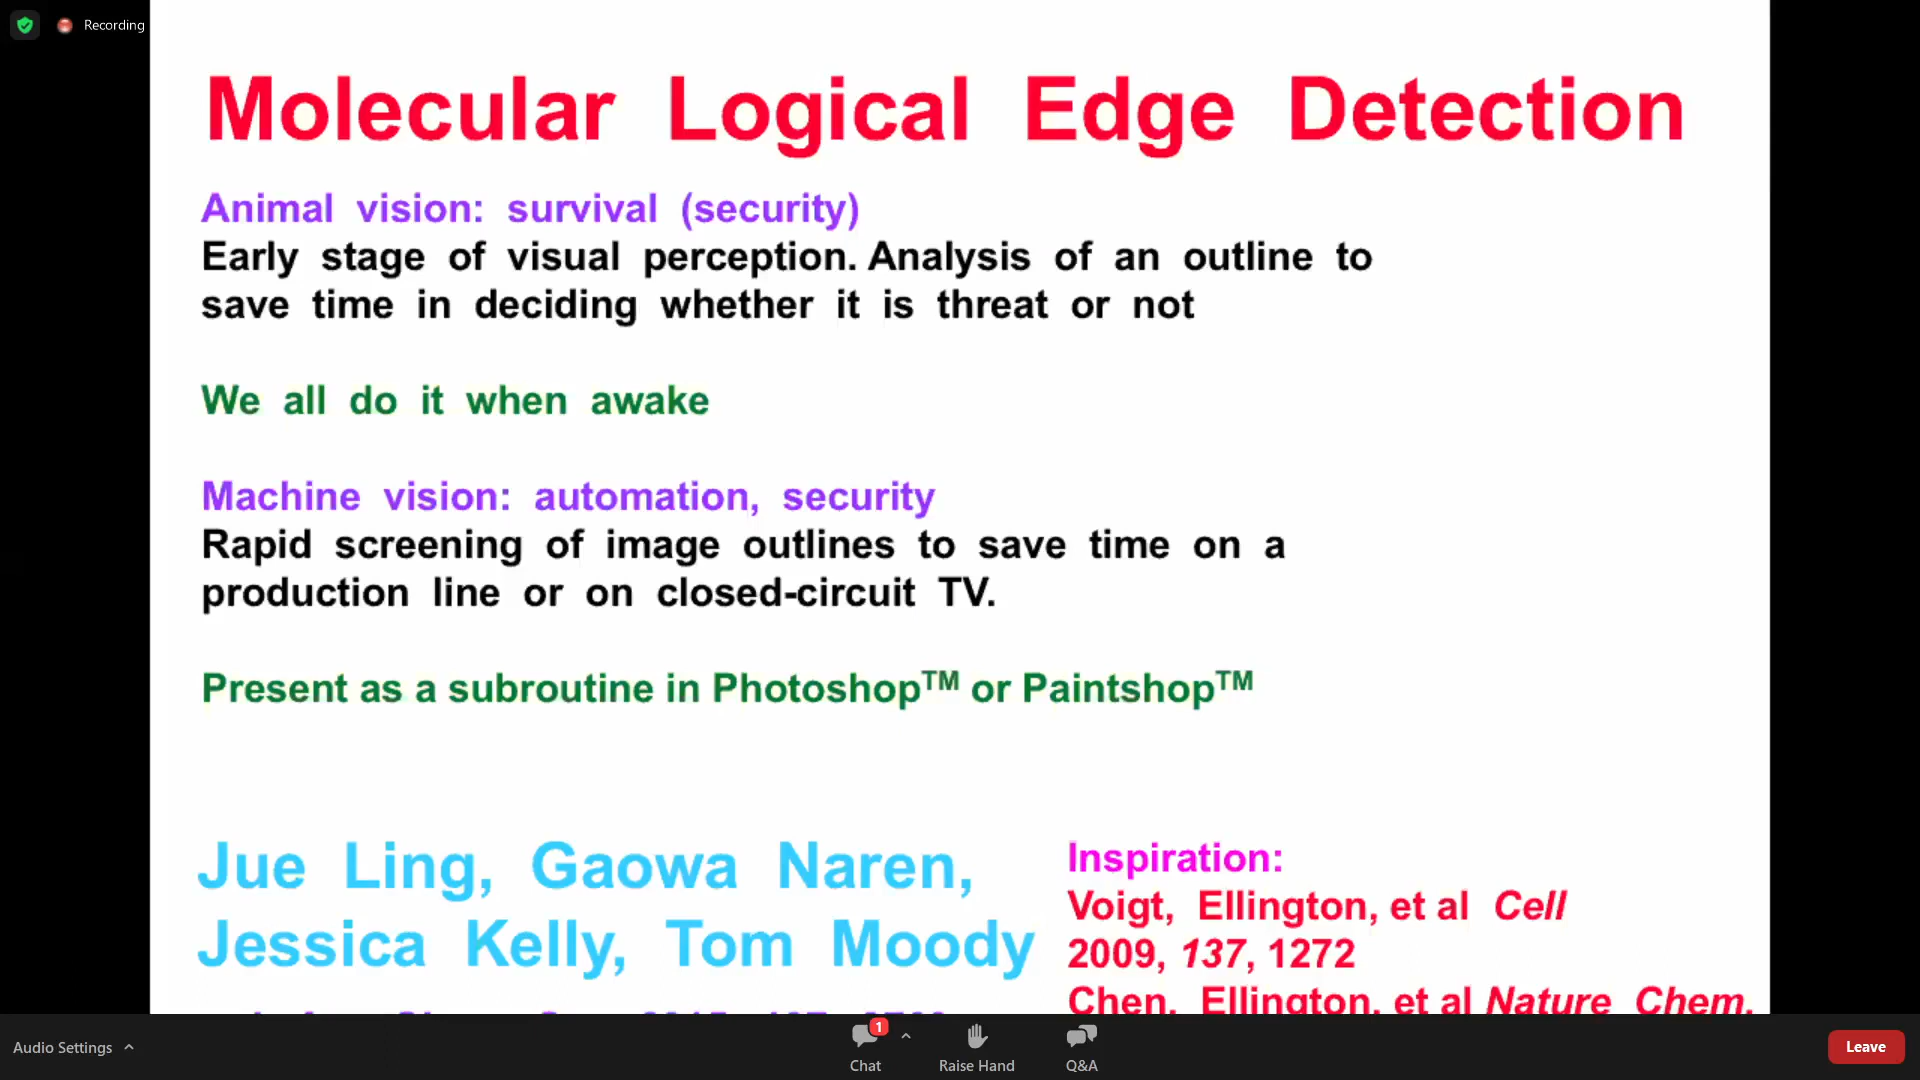 Recording
Molecular Logical Edge Detection
Animal vision: survival (security)
Early stage of visual perception. Analysis of an outline to
save time in deciding whether it is threat or not
We all do it when awake
Machine vision: automation, security
Rapid screening of image outlines to save time on a
production line or on closed-circuit TV.
Present as a subroutine in Photoshop™ or Paintshop™
Jue Ling, Gaowa Naren,
Jessica Kelly, Tom Moody
Inspiration:
Voigt, Ellington, et al Cell
2009, 137, 1272
Chen, Ellington, et al Nature Chem.
Audio Settings
1
Chat
Raise Hand
Q&A
Leave